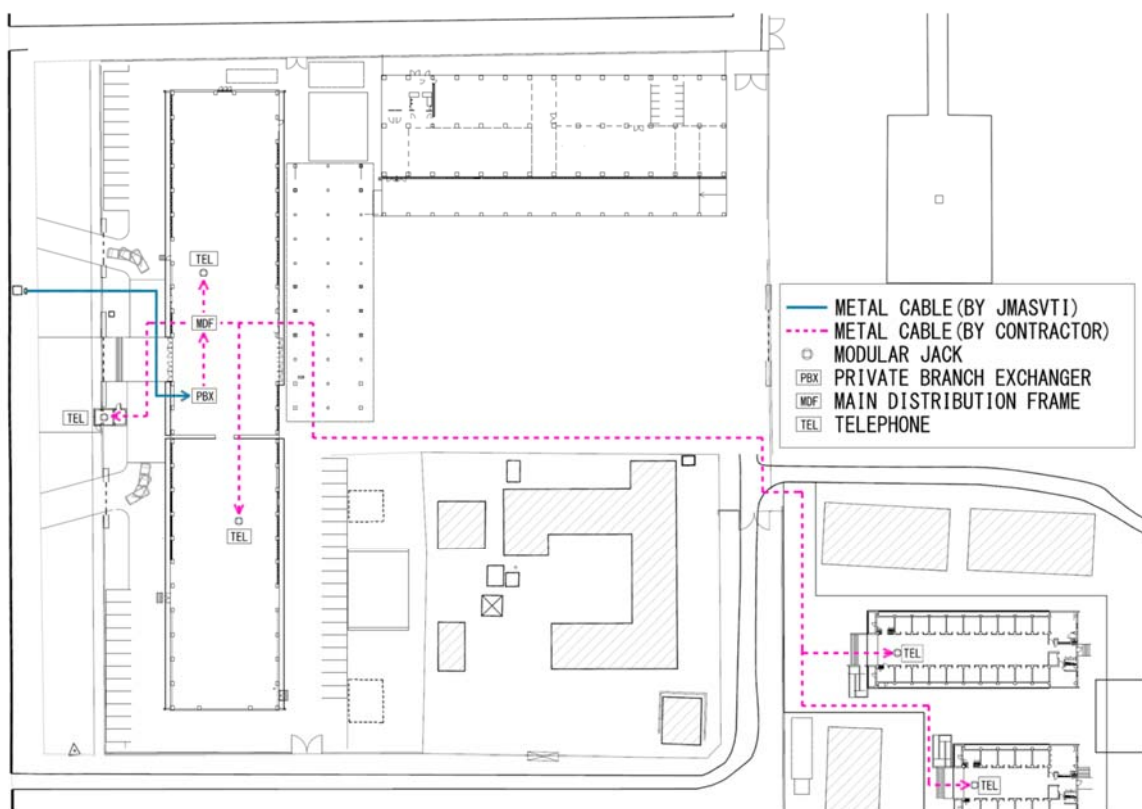 TEL
MDF
PBX
TEL
TEL
METAL CABLE(BY JMASVTI)
METAL CABLE(BY CONTRACTOR)
MODULAR JACK
PBX PRIVATE BRANCH EXCHANGER
MDF MAIN DISTRIBUTION FRAME
TEL TELEPHONE
TEL
TEL